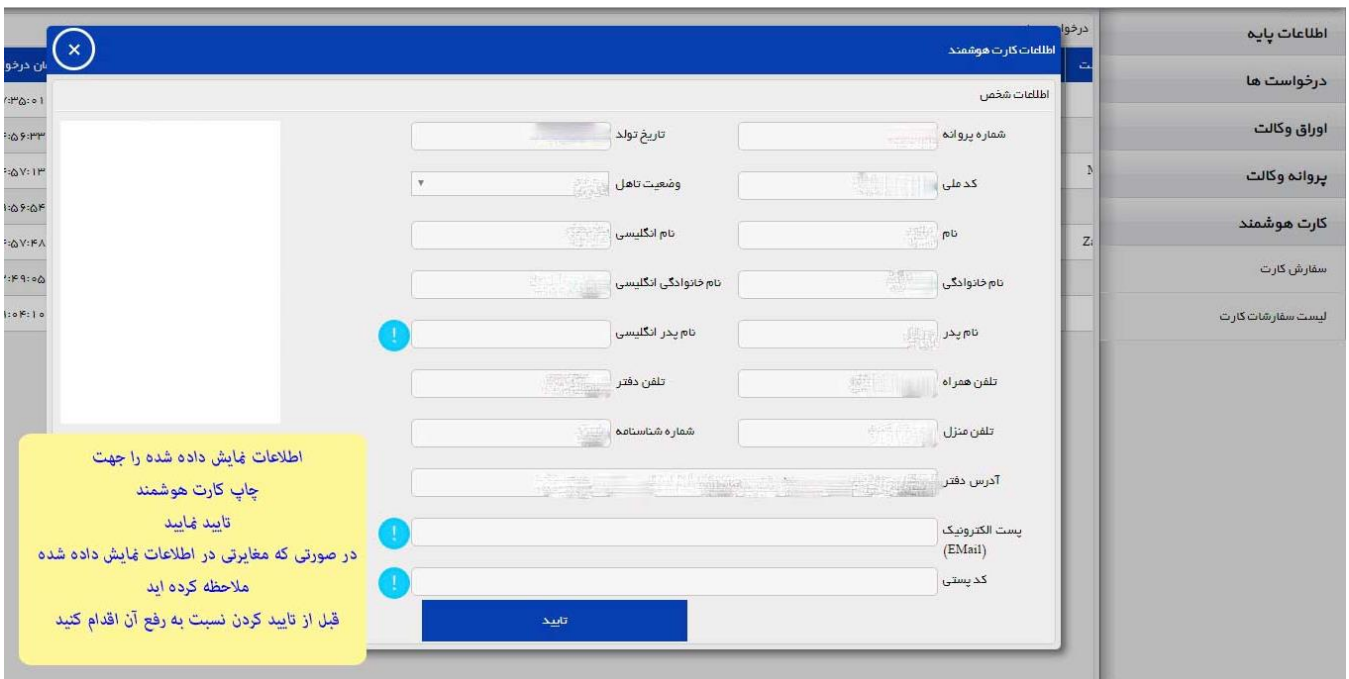 اطلاعات پایه
درخواست ها
اوراق وکالت
پروانه وکالت
کارت هوشمند
سفارش کارت
لیست سفارشات کارت
اطلاعات کارت هوشمند
اطلاعات شخص
شماره پروانه
تاریخ تولد
کد ملی
وضعیت تاهل
نام
نام انگلیسی
نام خانوادگی
نام خانوادگی انگلیسی
نام پدر
نام پدر انگلیسی
تلفن همراه
تلفن دفتر
تلفن منزل
شماره شناسنامه
آدرس دفتر
پست الکترونیک
(EMail)
کد پستی
تایید
اطلاعات نمایش داده شده را جهت
چاپ کارت هوشمند
تایید نمایید
در صورتی که مغایرتی در اطلاعات نمایش داده شده
ملاحظه کرده اید
قبل از تایید کردن نسبت به رفع آن اقدام کنید